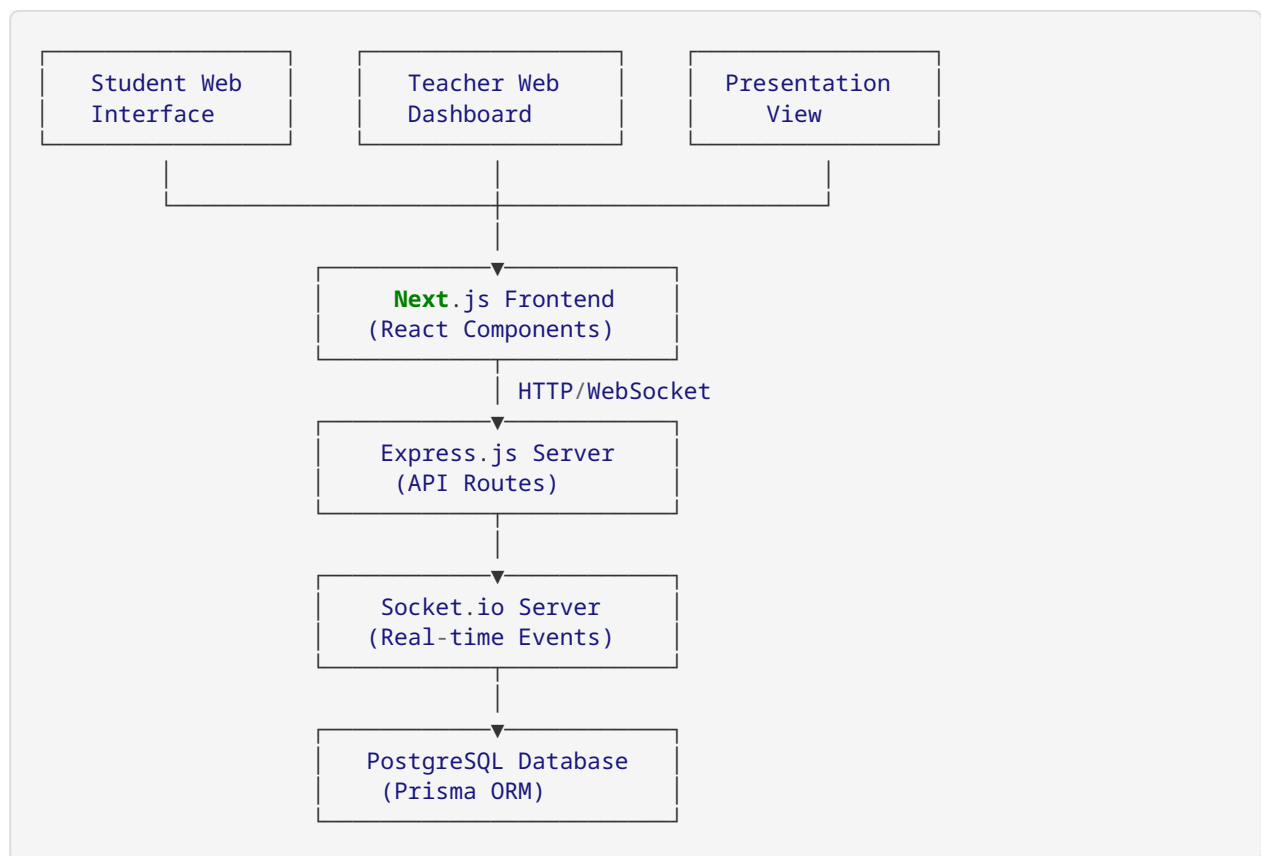 Student Web Teacher Web Presentation
Interface Dashboard View
Next.js Frontend
(React Components)
HTTP/WebSocket
Express.js Server
(API Routes)
Socket.io Server
(Real-time Events)
PostgreSQL Database
(Prisma ORM)